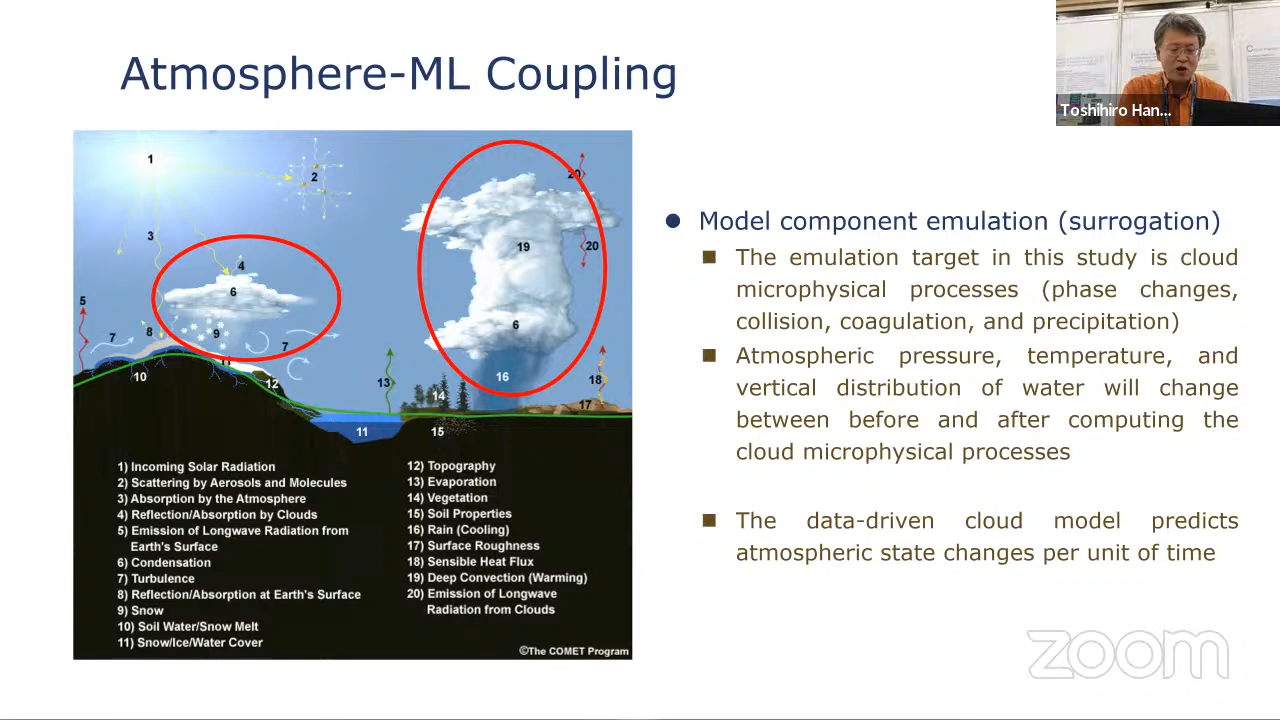 Atmosphere-ML Coupling
Toshihiro Han...
1
2
20
3
19
20
4
6
5
9
6
8
7
7
11
10
12
13
16
18
14
17
11
15
1) Incoming Solar Radiation
2) Scattering by Aerosols and Molecules
3) Absorption by the Atmosphere
4) Reflection/Absorption by Clouds
5) Emission of Longwave Radiation from
Earth's Surface
6) Condensation
7) Turbulence
8) Reflection/Absorption at Earth's Surface
9) Snow
10) Soil Water/Snow Melt
11) Snow/Ice/Water Cover
12) Topography
13) Evaporation
14) Vegetation
15) Soil Properties
16) Rain (Cooling)
17) Surface Roughness
18) Sensible Heat Flux
19) Deep Convection (Warming)
20) Emission of Longwave
Radiation from Clouds
©The COMET Program
Model component emulation (surrogation)
The emulation target in this study is cloud
microphysical processes (phase changes,
collision, coagulation, and precipitation)
Atmospheric pressure, temperature, and
vertical distribution of water will change
between before and after computing the
cloud microphysical processes
The data-driven cloud model predicts
atmospheric state changes per unit of time
zoom